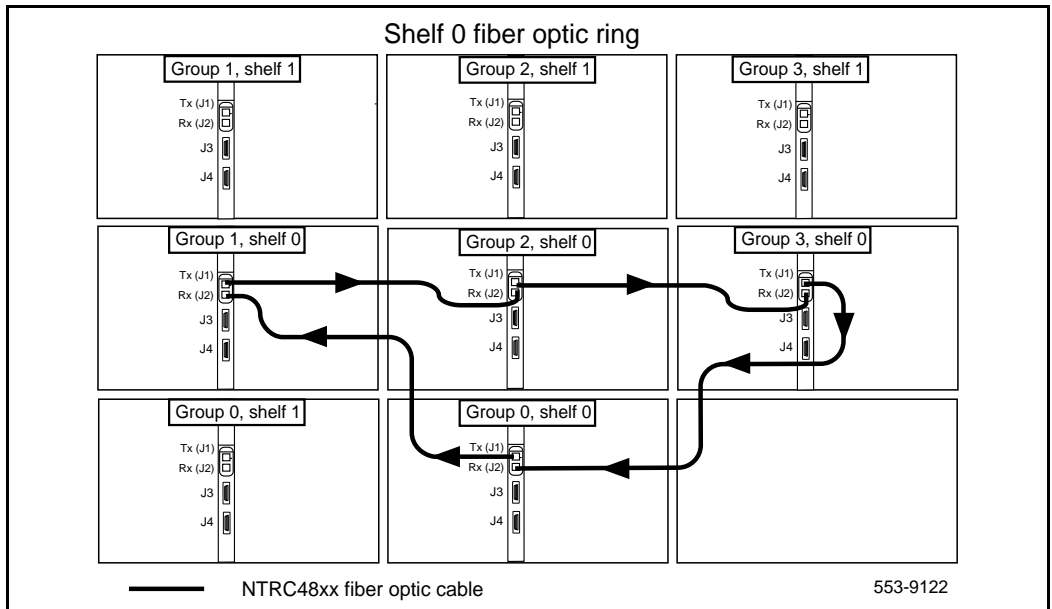 Shelf 0 fiber optic ring
Group 1, shelf 1
Tx (J1)
Rx (J2)
J3
J4
Group 2, shelf 1
Tx (J1)
Rx (J2)
J3
J4
Group 3, shelf 1
Tx (J1)
Rx (J2)
J3
J4
Group 1, shelf 0
Tx (J1)
Rx (J2)
J3
J4
Group 2, shelf 0
Tx (J1)
Rx (J2)
J3
J4
Group 3, shelf 0
Tx (J1)
Rx (J2)
J3
J4
Group 0, shelf 1
Tx (J1)
Rx (J2)
J3
J4
Group 0, shelf 0
Tx (J1)
Rx (J2)
J3
J4
NTRC48xx fiber optic cable
553-9122